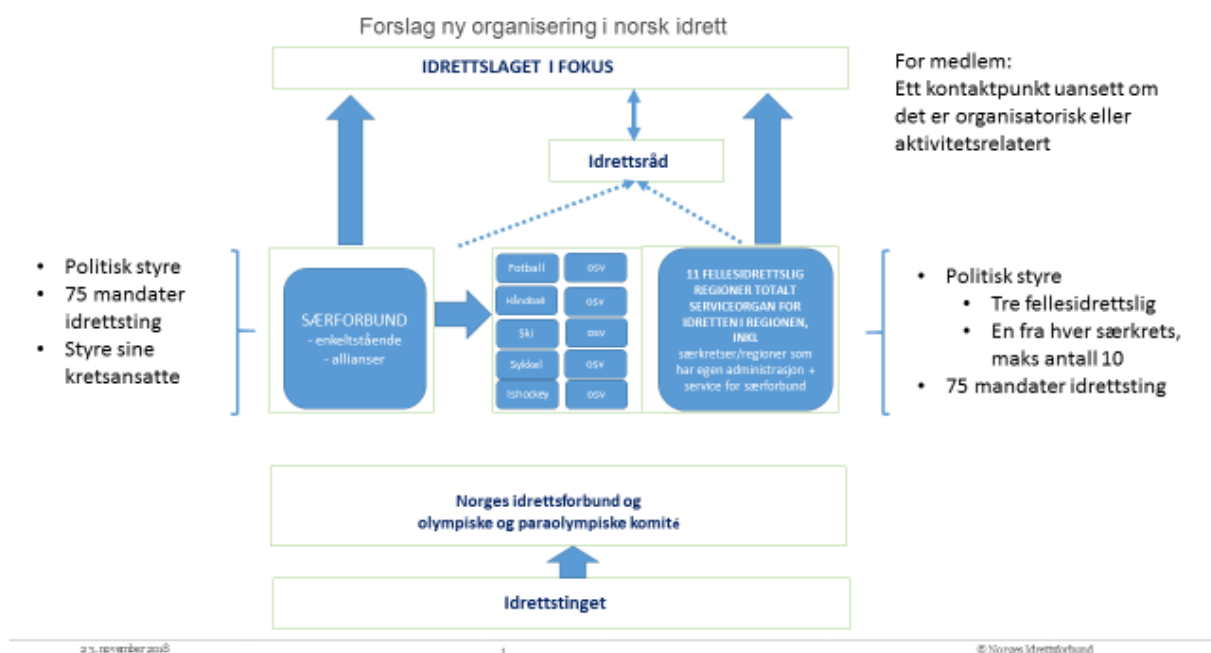 Forslag ny organisering i norsk idrett
IDRETTSLAGET I FOKUS
For medlem:
Ett kontaktpunkt uansett om
det er organisatorisk eller
aktivitetsrelatert
Idrettsråd
• Politisk styre
• 75 mandater
idrettsting
• Styre sine
kretsansatte
SÆRFORBUND
- enkeltstående
- allianser
Fotball
osv
Håndball
osv
Ski
osv
Sykkel
osv
Ishockey
osv
11 FELLESIDRETTSLIG
REGIONER TOTALT
SERVICEORGAN FOR
IDRETTEN I REGIONEN,
INKL
særkretser/regioner som
har egen administrasjon +
service for særforbund
• Politisk styre
• Tre fellesidrettslig
• En fra hver særkrets,
maks antall 10
• 75 mandater idrettsting
Norges idrettsforbund og
olympiske og paraolympiske komité
Idrettstinget
23. november 2018
1
© Norges Idrettsforbund